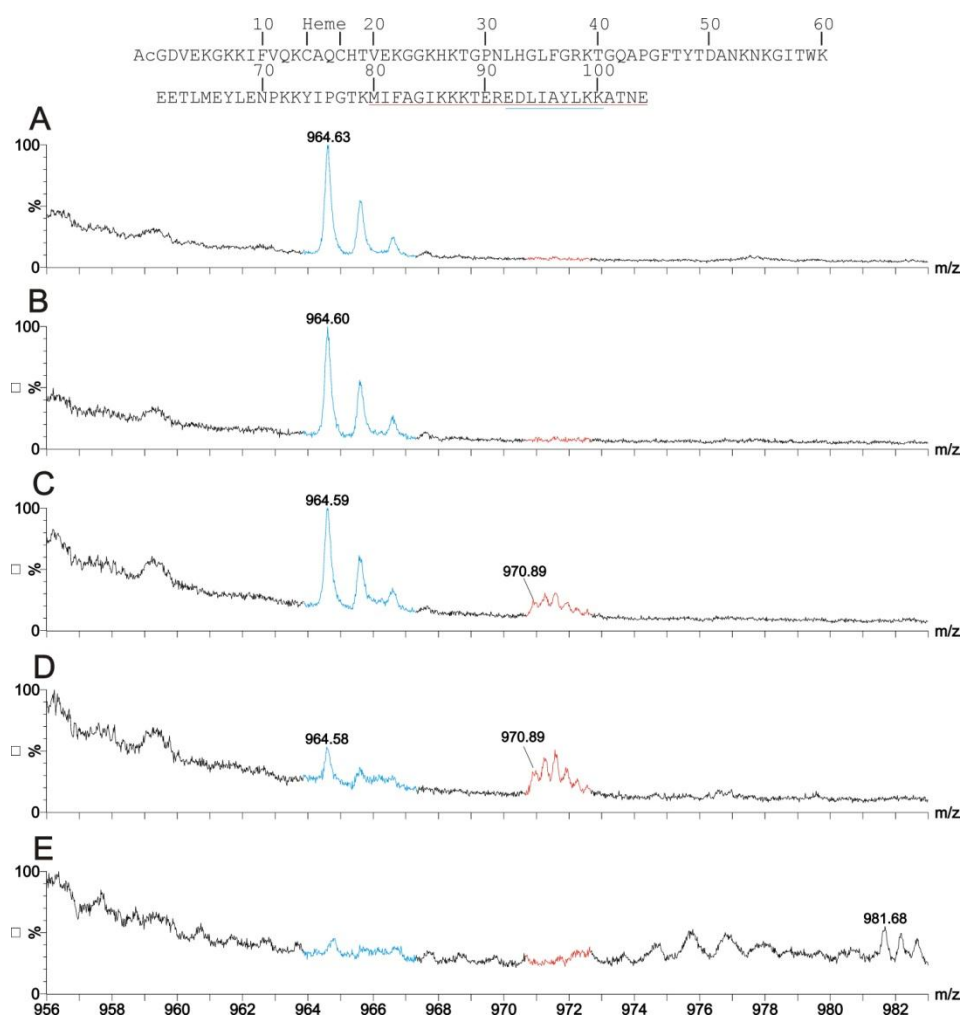 10 Heme 20 30 40 50 60
AcGDVEKGKKIFVQKCAQCHTVEKGGKHKTGPNLHGLFGRKTGQAPGFTYTDANKNKGITWK
70 80 90 100
EETLMEYLENPKKYIPGTKMIFAGIKKKTEREDLIAYLKKATNE
A
100
964.63
%
0
m/z
B
100
964.60
%
0
m/z
C
100
964.59
970.89
%
0
m/z
D
100
964.58
970.89
%
0
m/z
E
100
981.68
%
0
m/z
956 958 960 962 964 966 968 970 972 974 976 978 980 982